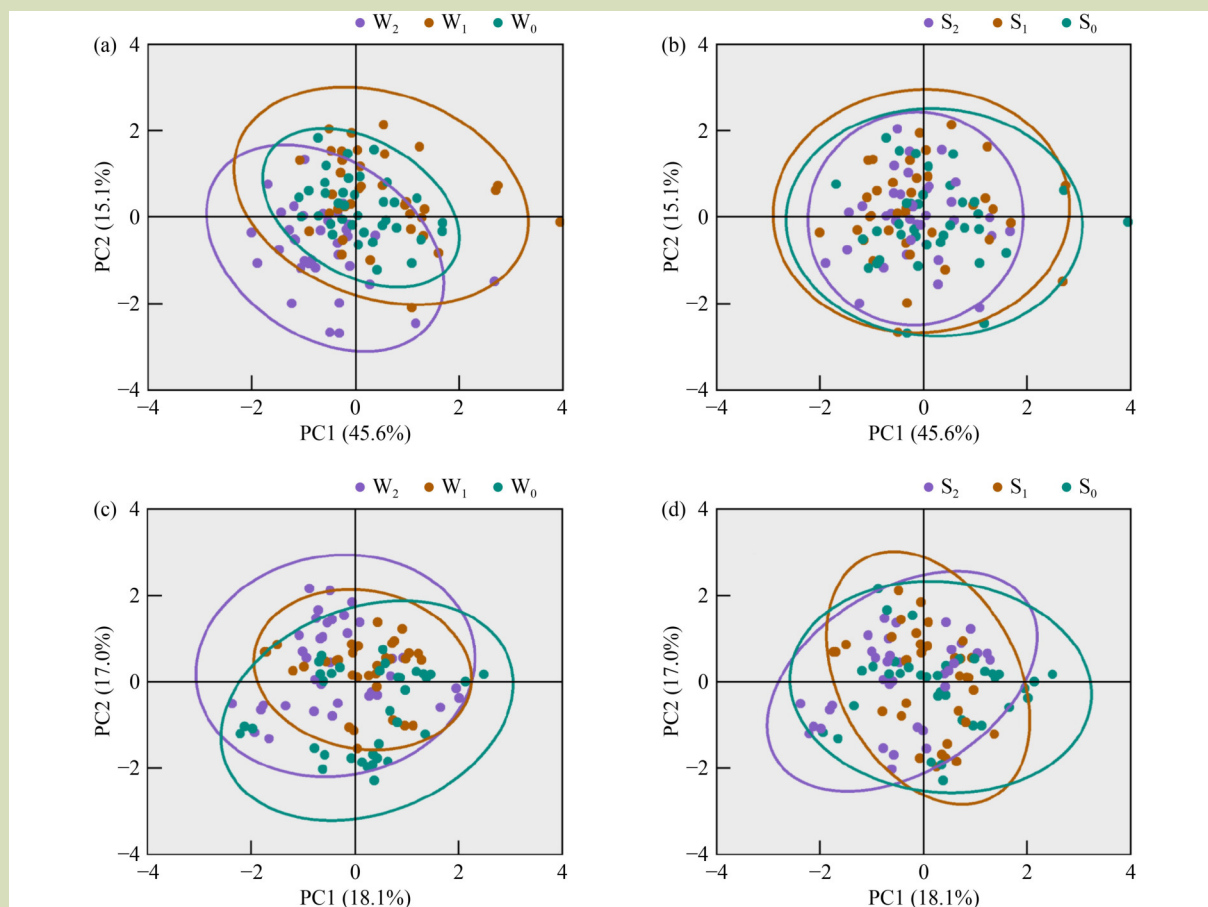 W₂ W₁ W₀
(a)
4
2
0
−2
−4
PC2 (15.1%)
−4 −2 0 2 4
PC1 (45.6%)
S₂ S₁ S₀
(b)
4
2
0
−2
−4
PC2 (15.1%)
−4 −2 0 2 4
PC1 (45.6%)
W₂ W₁ W₀
(c)
4
2
0
−2
−4
PC2 (17.0%)
−4 −2 0 2 4
PC1 (18.1%)
S₂ S₁ S₀
(d)
4
2
0
−2
−4
PC2 (17.0%)
−4 −2 0 2 4
PC1 (18.1%)